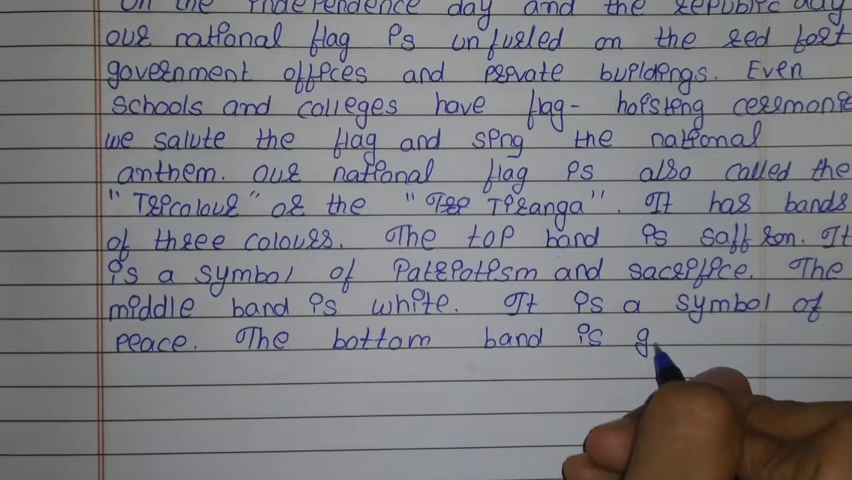 On the Independence day and the republic day
our national flag is unfurled on the red fort
government offices and private buildings. Even
schools and colleges have flag- hoisting ceremonie
we salute the flag and sing the national
anthem. Our national flag is also called the
"Tricolour" or the "Tir Tiranga". It has bands
of three colours. The top band is saffron. It
is a symbol of Patriotism and sacrifice. The
middle band is white. It is a symbol of
peace. The bottom band is g